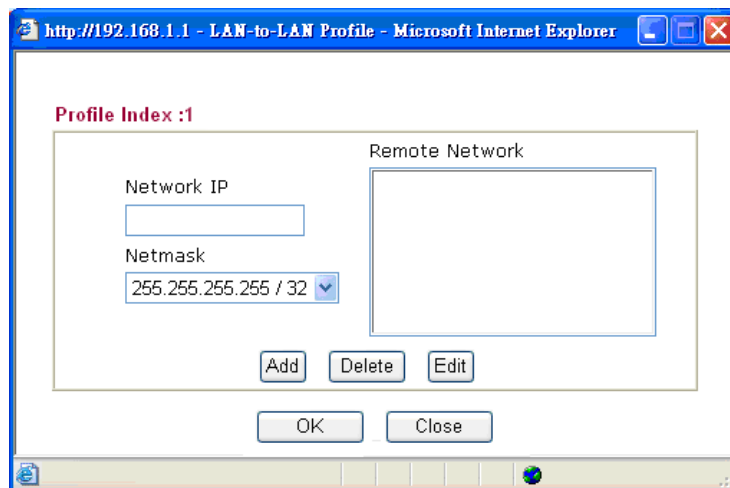 http://192.168.1.1 - LAN-to-LAN Profile - Microsoft Internet Explorer
Profile Index :1
Remote Network
Network IP
Netmask
255.255.255.255 / 32
Add Delete Edit
OK Close